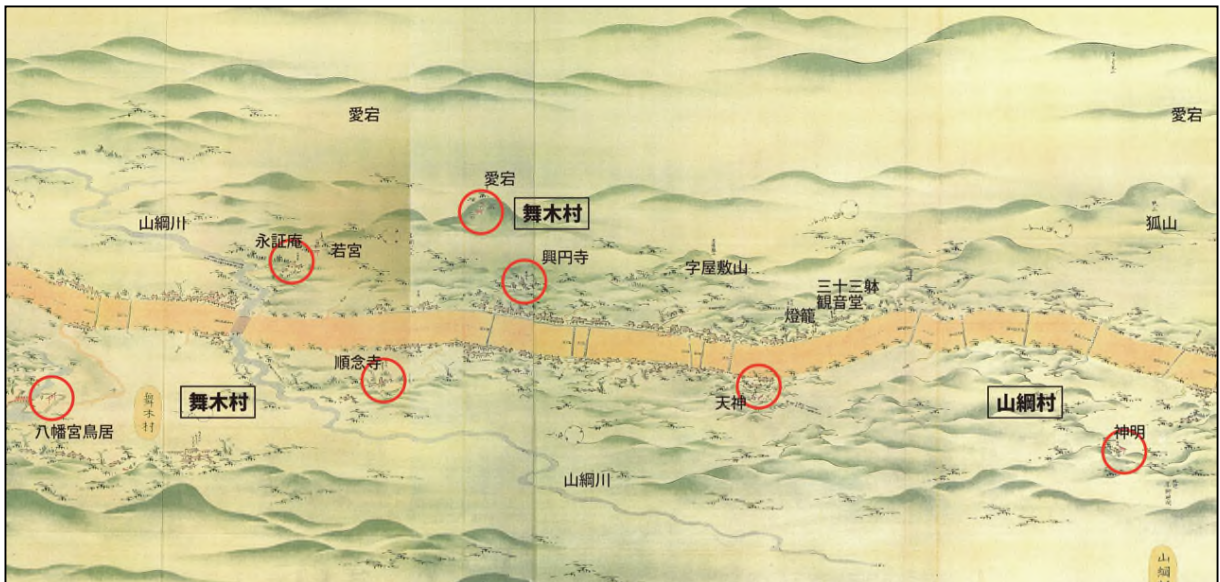 愛宕
愛宕
愛宕
舞木村
山綱川
永証庵
若宮
興円寺
字屋敷山
狐山
三十三躰
観音堂
燈籠
順念寺
舞木村
舞木村
天神
山綱村
八幡宮鳥居
神明
山綱川
山綱